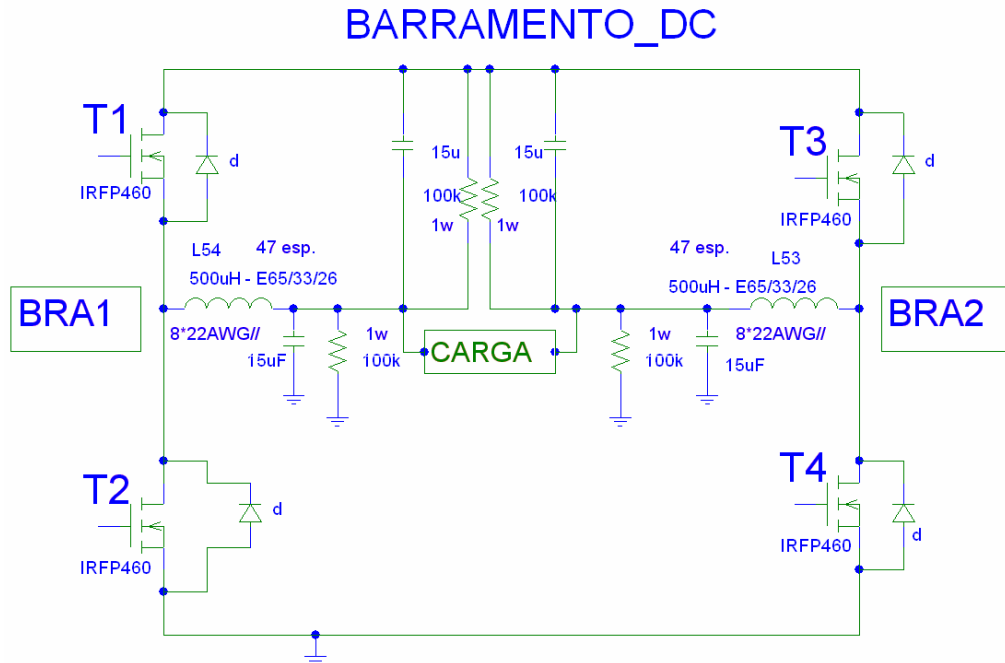 BARRAMENTO_DC
T1
d
IRFP460
15u
15u
100k
100k
1w
1w
T3
d
IRFP460
L54
47 esp.
500uH - E65/33/26
47 esp.
L53
500uH - E65/33/26
BRA1
8*22AWG//
1w
15uF
100k
CARGA
1w
100k
8*22AWG//
15uF
BRA2
T2
d
IRFP460
T4
d
IRFP460